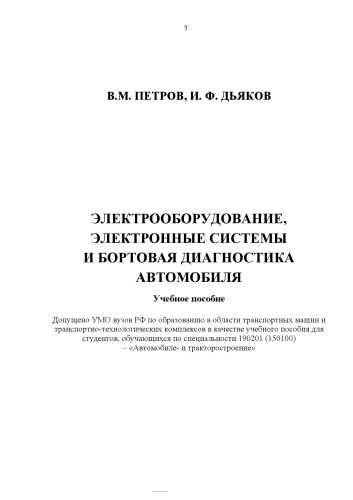 5
В.М. ПЕТРОВ, И. Ф. ДЬЯКОВ
ЭЛЕКТРООБОРУДОВАНИЕ,
ЭЛЕКТРОННЫЕ СИСТЕМЫ
И БОРТОВАЯ ДИАГНОСТИКА
АВТОМОБИЛЯ
Учебное пособие
Допущено УМО вузов РФ по образованию в области транспортных машин и
транспортно-технологических комплексов в качестве учебного пособия для
студентов, обучающихся по специальности 190201 (150100)
– «Автомобиле- и тракторостроение»